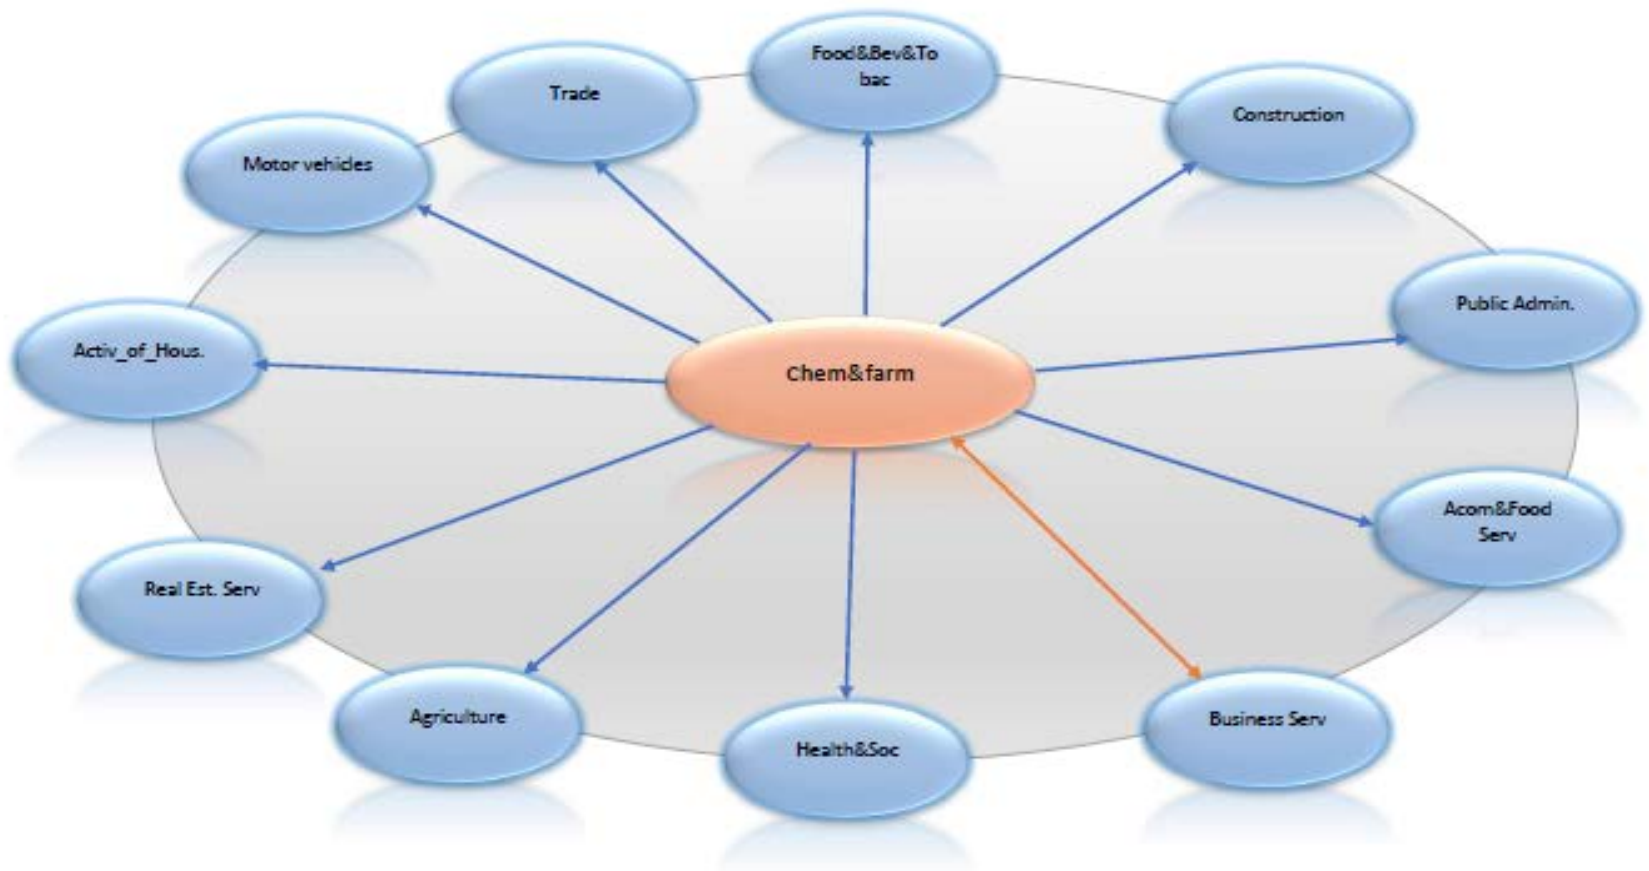 Food&Bev&To
bac
Trade
Construction
Motor vehicles
Public Admin.
Activ_of_Hous.
Chem&farm
Acom&Food
Serv
Real Est. Serv
Agriculture
Business Serv
Health&Soc